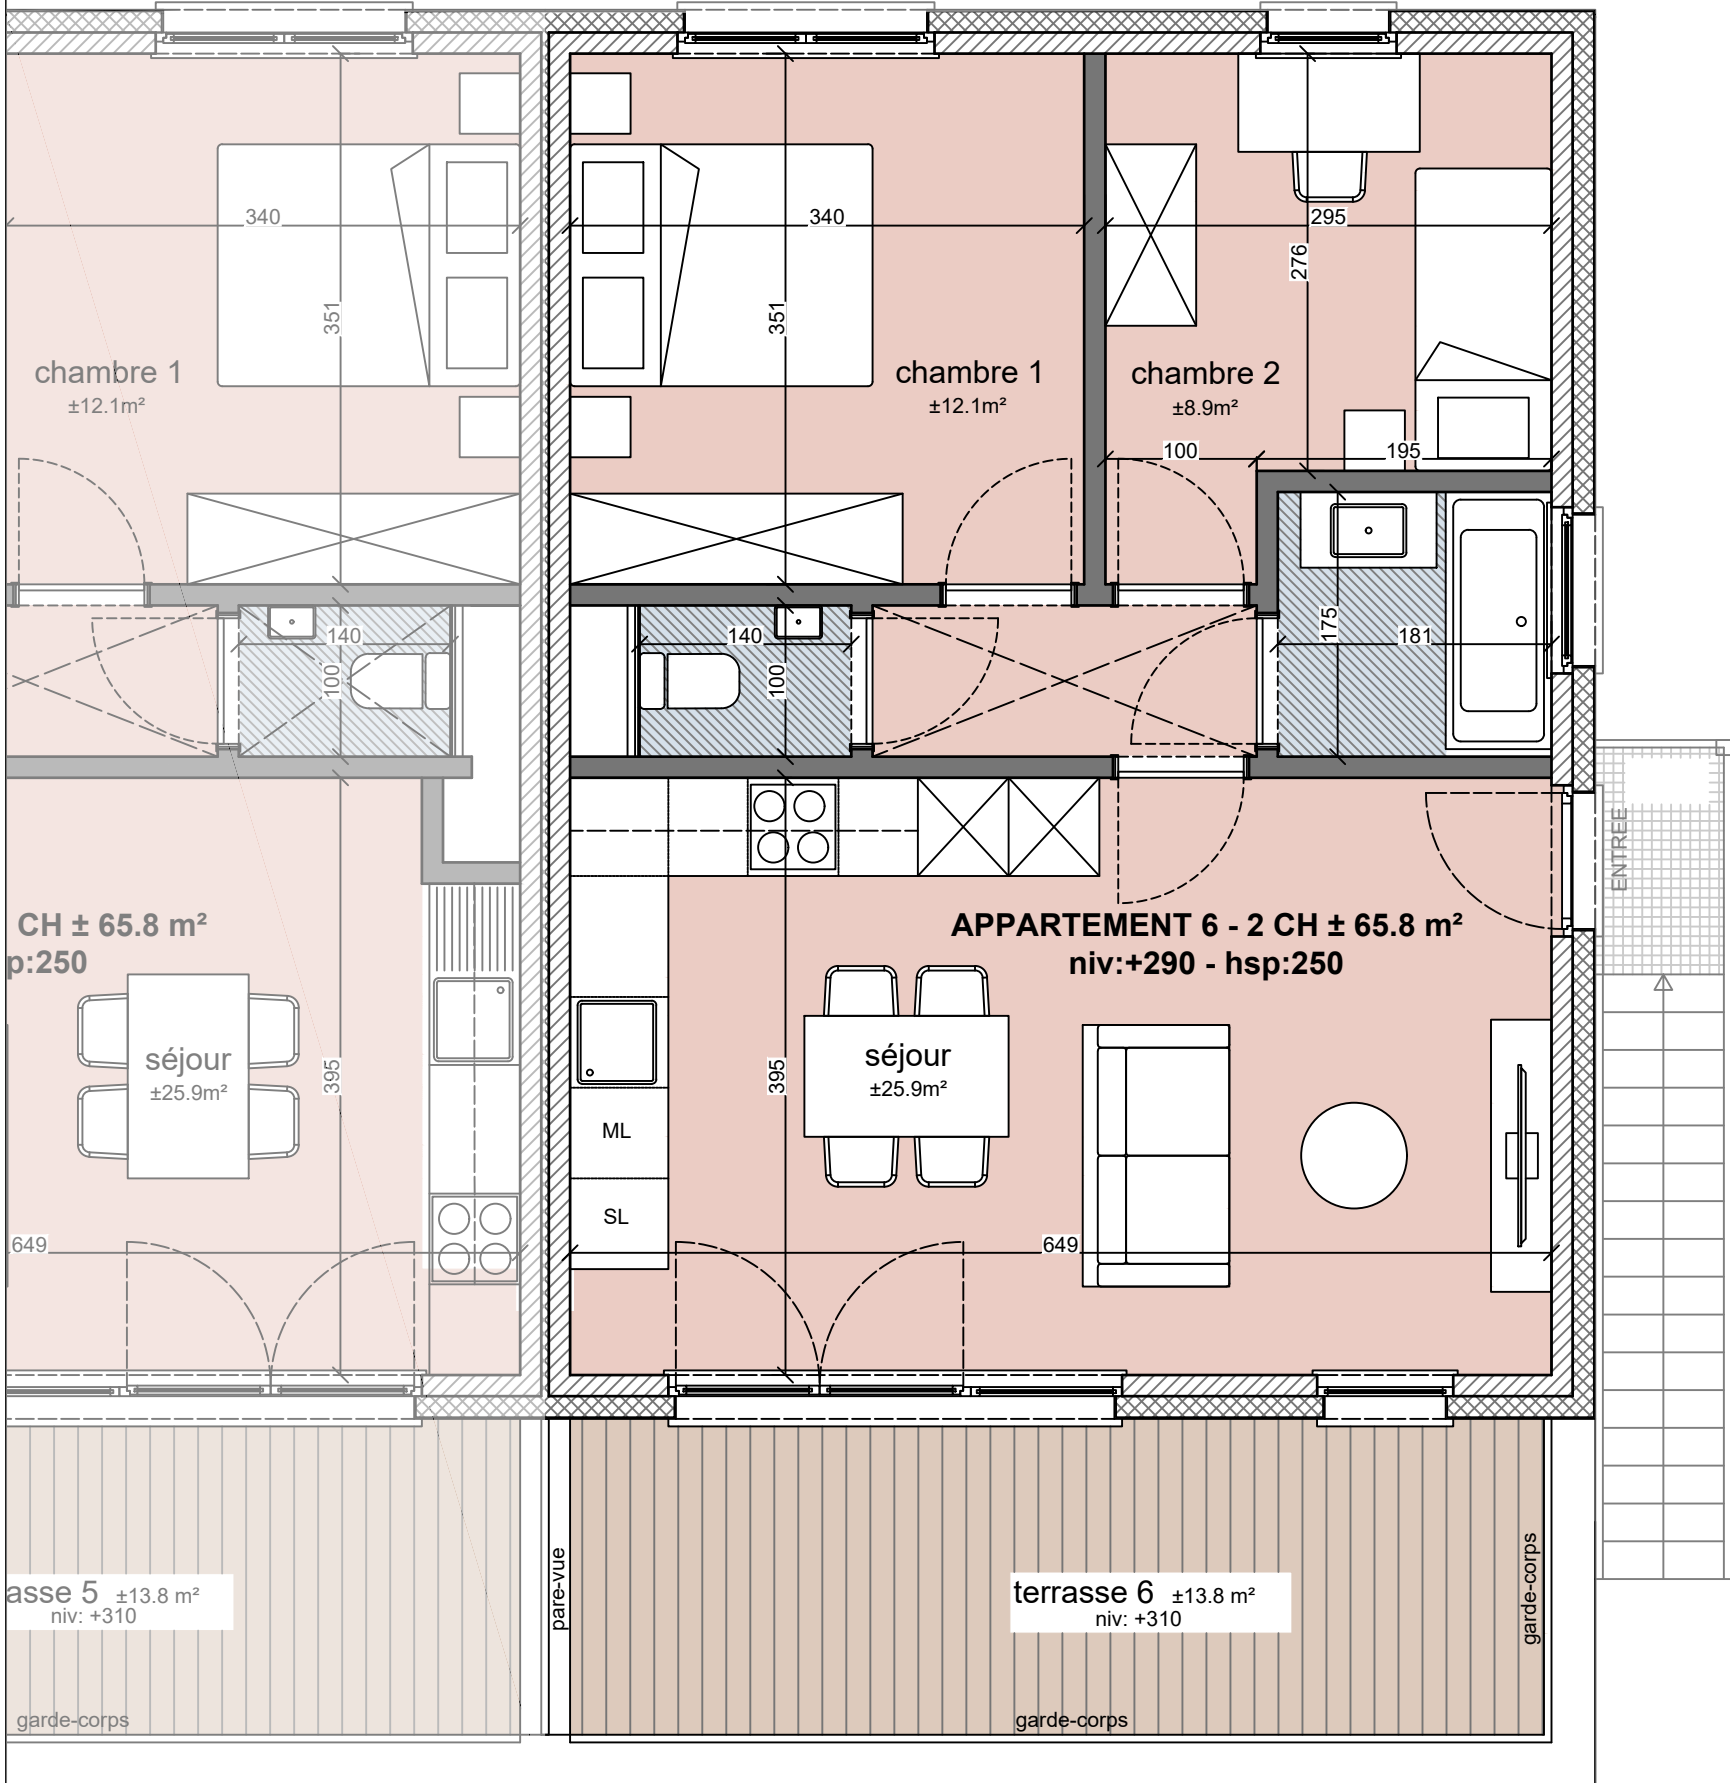 340
351
chambre 1
±12.1m²
140
100
CH ± 65.8 m²
p:250
séjour
±25.9m²
395
649
asse 5 ±13.8 m²
niv: +310
garde-corps
340
351
chambre 1
±12.1m²
295
276
chambre 2
±8.9m²
100
195
140
100
175
181
ENTREE
APPARTEMENT 6 - 2 CH ± 65.8 m²
niv:+290 - hsp:250
séjour
±25.9m²
395
ML
SL
649
pare-vue
terrasse 6 ±13.8 m²
niv: +310
garde-corps
garde-corps